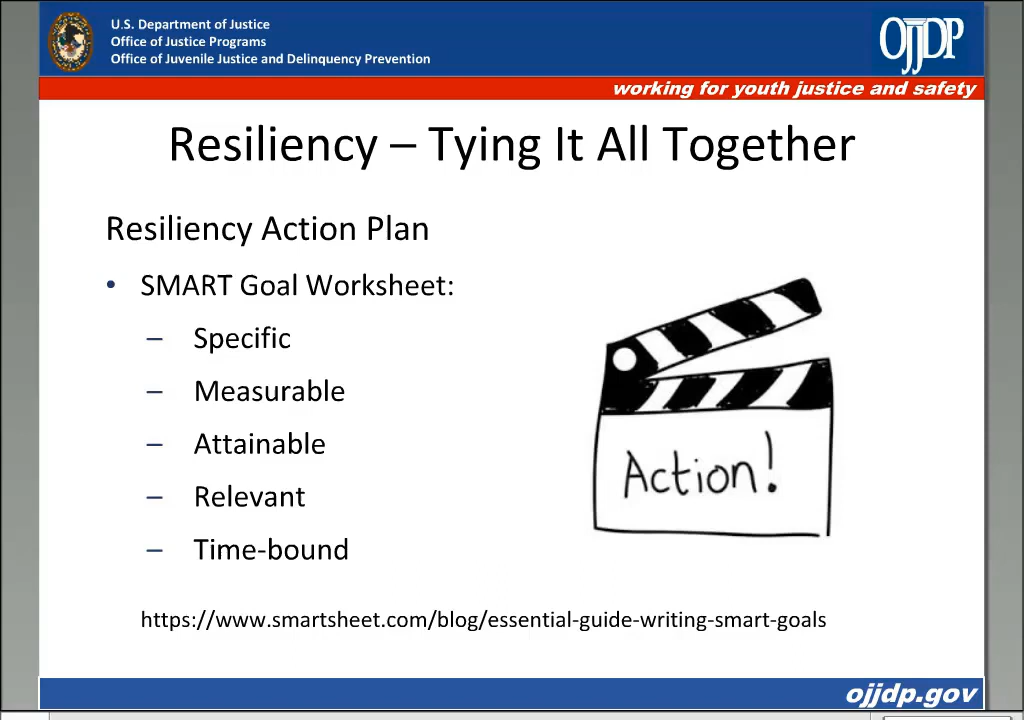 U.S. Department of Justice
Office of Justice Programs
Office of Juvenile Justice and Delinquency Prevention
OJJDP
working for youth justice and safety
Resiliency – Tying It All Together
Resiliency Action Plan
• SMART Goal Worksheet:
– Specific
– Measurable
– Attainable
– Relevant
– Time-bound
Action!
https://www.smartsheet.com/blog/essential-guide-writing-smart-goals
ojjdp.gov